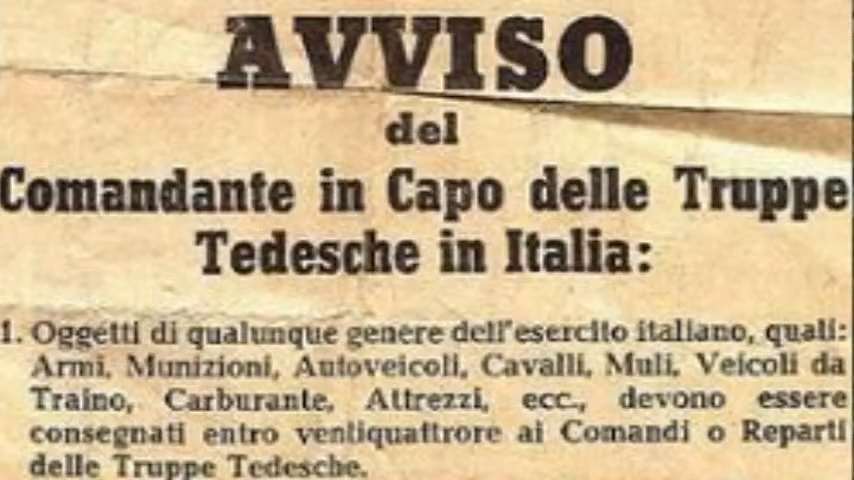 AVVISO
del
Comandante in Capo delle Truppe
Tedesche in Italia:
1. Oggetti di qualunque genere dell'esercito italiano, quali:
Armi, Munizioni, Autoveicoli, Cavalli, Muli, Veicoli da
Traino, Carburante, Attrezzi, ecc., devono essere
consegnati entro ventiquattrore ai Comandi o Reparti
delle Truppe Tedesche.